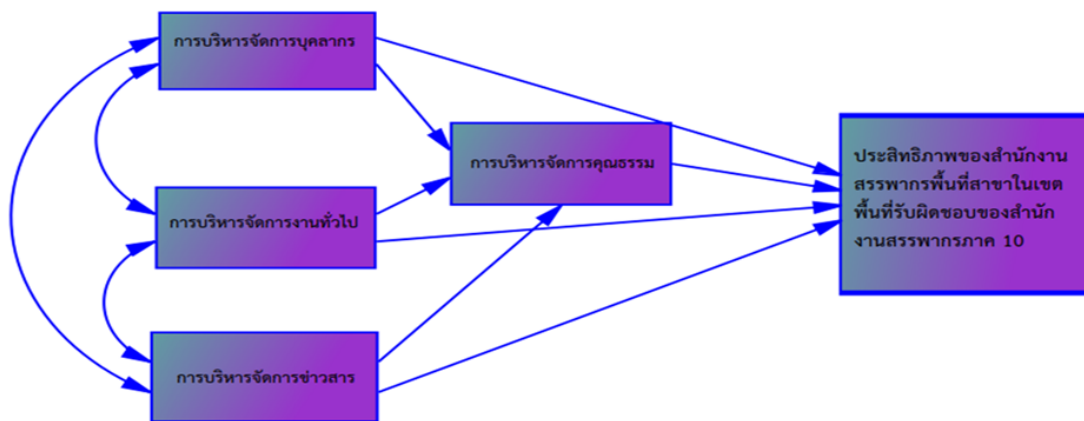 การบริหารจัดการบุคลากร
การบริหารจัดการคุณธรรม
การบริหารจัดการงานทั่วไป
การบริหารจัดการข่าวสาร
ประสิทธิภาพของสำนักงาน
สรรพากรพื้นที่สาขาในเขต
พื้นที่รับผิดชอบของสำนัก
งานสรรพากรภาค 10